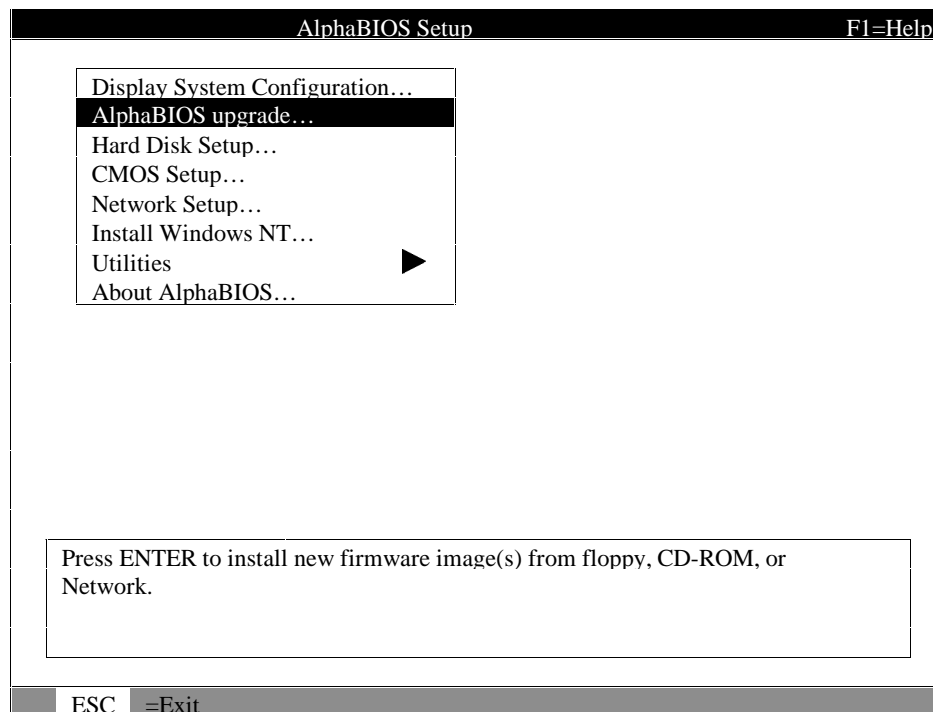 AlphaBIOS Setup F1=Help
Display System Configuration…
AlphaBIOS upgrade…
Hard Disk Setup…
CMOS Setup…
Network Setup…
Install Windows NT…
Utilities
About AlphaBIOS…
Press ENTER to install new firmware image(s) from floppy, CD-ROM, or
Network.
ESC =Exit